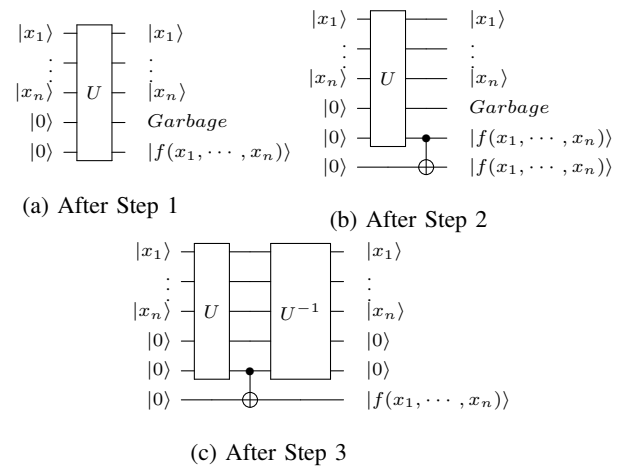 |x₁⟩ |x₁⟩
⋮ ⋮
|xₙ⟩ U |xₙ⟩
|0⟩ Garbage
|0⟩ |f(x₁, ⋯ , xₙ)⟩
(a) After Step 1
|x₁⟩ |x₁⟩
⋮ ⋮
|xₙ⟩ U |xₙ⟩
|0⟩ Garbage
|0⟩ |f(x₁, ⋯ , xₙ)⟩
|0⟩ |f(x₁, ⋯ , xₙ)⟩
(b) After Step 2
|x₁⟩ |x₁⟩
⋮ ⋮
|xₙ⟩ U U⁻¹ |xₙ⟩
|0⟩ |0⟩
|0⟩ |0⟩
|0⟩ |f(x₁, ⋯ , xₙ)⟩
(c) After Step 3